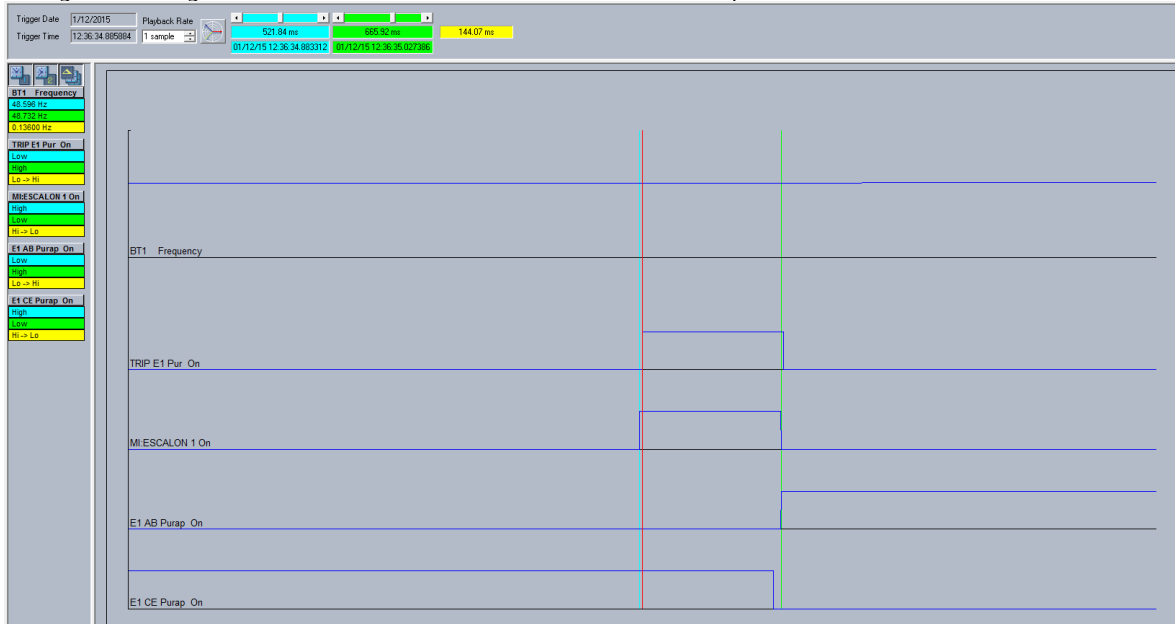 Trigger Date 1/12/2015 Playback Rate
Trigger Time 12:36:34.885884 1 sample
521.84 ms 665.92 ms 144.07 ms
01/12/15 12:36:34.883312 01/12/15 12:36:35.027386
BT1 Frequency
48.596 Hz
48.732 Hz
0.13600 Hz
TRIP E1 Pur On
Low
High
Lo -> Hi
MI:ESCALON 1 On
High
Low
Hi -> Lo
E1 AB Purap On
Low
High
Lo -> Hi
E1 CE Purap On
High
Low
Hi -> Lo
BT1 Frequency
TRIP E1 Pur On
MI:ESCALON 1 On
E1 AB Purap On
E1 CE Purap On